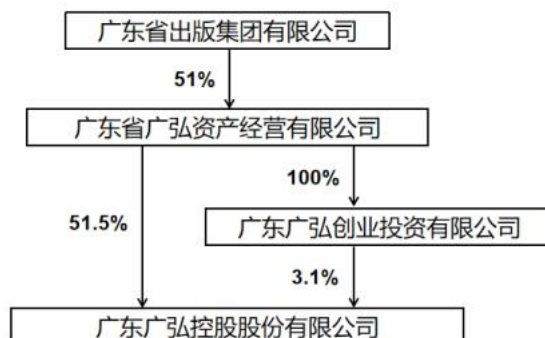 广东省出版集团有限公司
51%
广东省广弘资产经营有限公司
100%
51.5%
广东广弘创业投资有限公司
3.1%
广东广弘控股股份有限公司